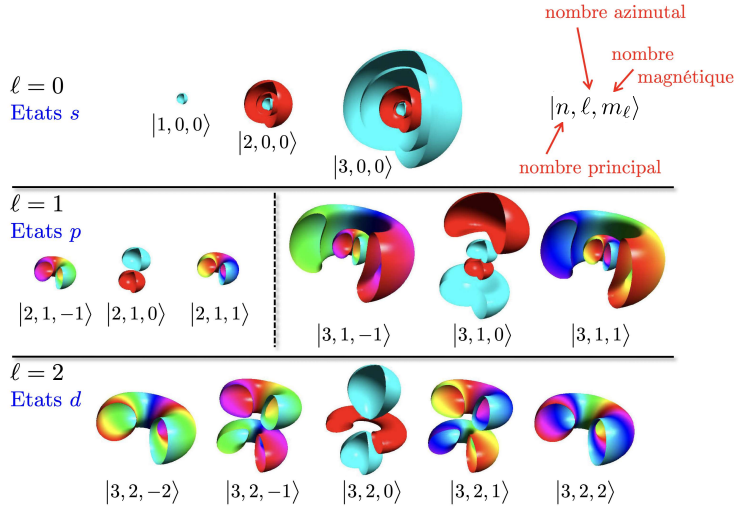 nombre azimutal
nombre
magnétique
ℓ = 0
Etats s
|n, ℓ, mℓ⟩
|1, 0, 0⟩
|2, 0, 0⟩
|3, 0, 0⟩
nombre principal
ℓ = 1
Etats p
|2, 1, −1⟩
|2, 1, 0⟩
|2, 1, 1⟩
|3, 1, −1⟩
|3, 1, 0⟩
|3, 1, 1⟩
ℓ = 2
Etats d
|3, 2, −2⟩
|3, 2, −1⟩
|3, 2, 0⟩
|3, 2, 1⟩
|3, 2, 2⟩